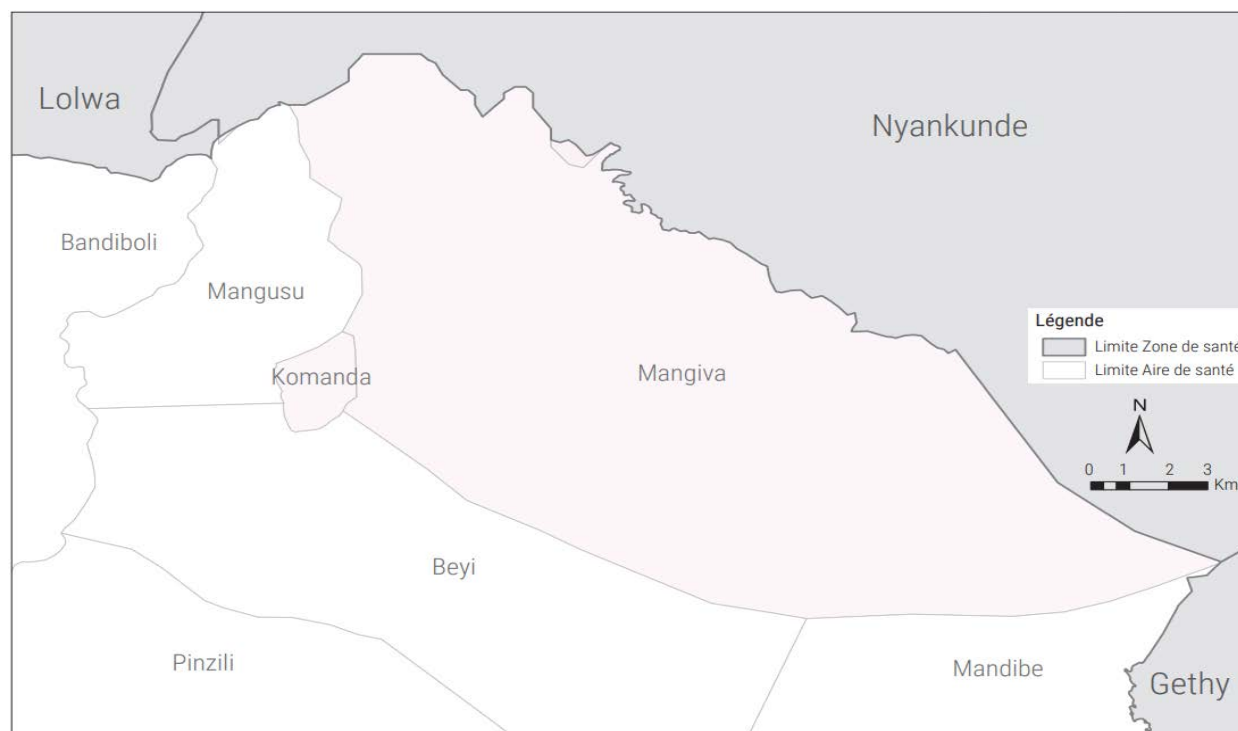 Lolwa
Nyankunde
Bandiboli
Mangusu
Légende
Limite Zone de santé
Limite Aire de santé
Komanda
Mangiva
N
0 1 2 3
Km
Beyi
Pinzili
Mandibe
Gethy